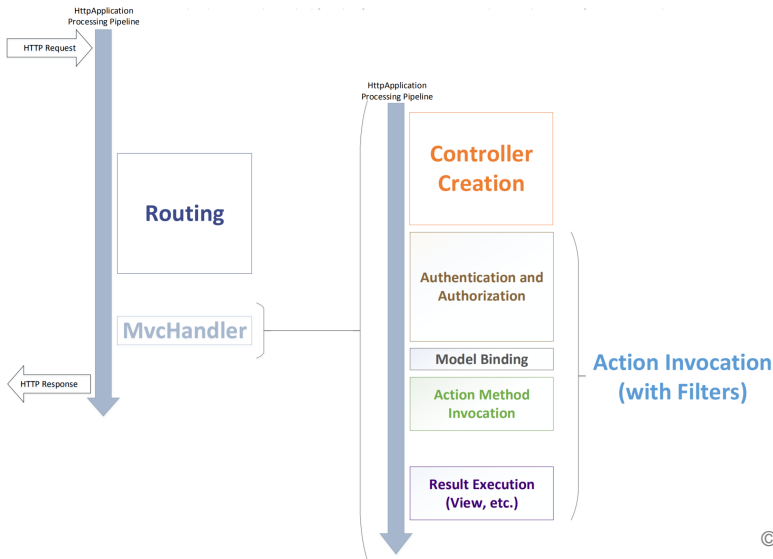 HttpApplication
Processing Pipeline
HTTP Request
HttpApplication
Processing Pipeline
Controller
Creation
Routing
Authentication and
Authorization
MvcHandler
Model Binding
Action Invocation
(with Filters)
HTTP Response
Action Method
Invocation
Result Execution
(View, etc.)
©